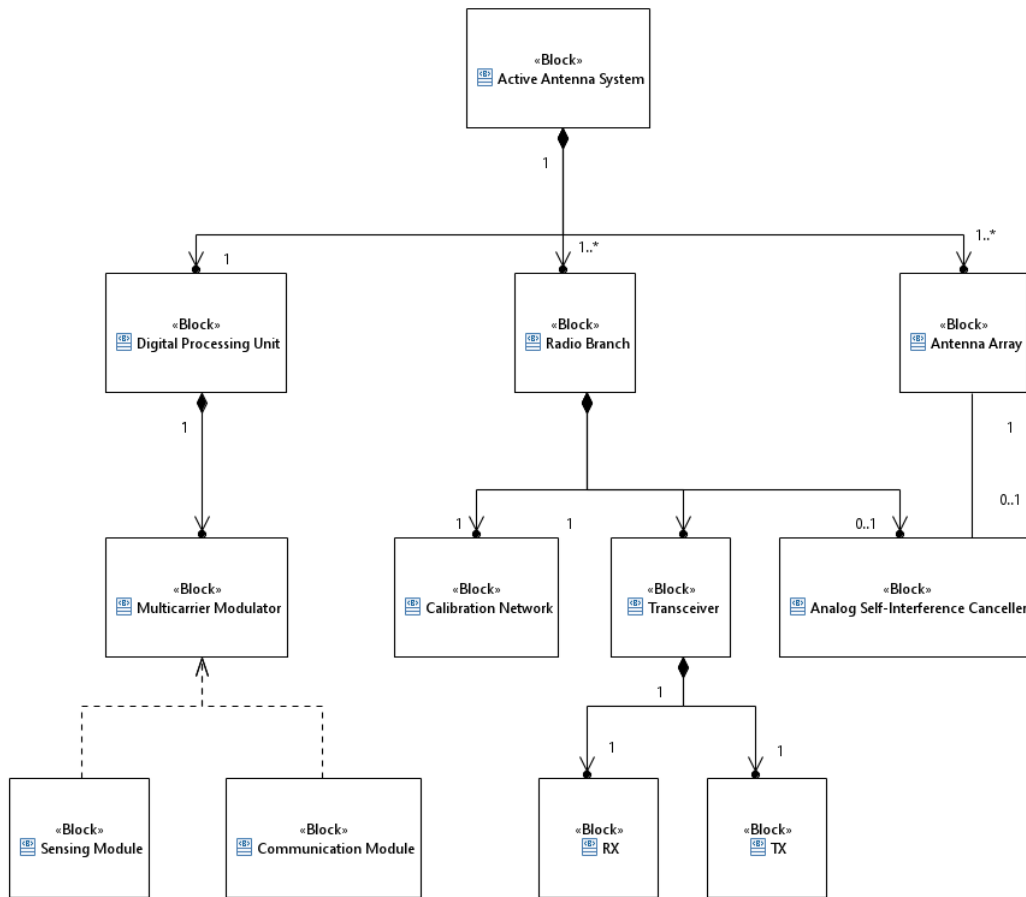 «Block»
Active Antenna System
1
1
1..*
1..*
«Block»
Digital Processing Unit
«Block»
Radio Branch
«Block»
Antenna Array
1
1
0..1
1
1
0..1
«Block»
Multicarrier Modulator
«Block»
Calibration Network
«Block»
Transceiver
«Block»
Analog Self-Interference Canceller
1
1
1
«Block»
Sensing Module
«Block»
Communication Module
«Block»
RX
«Block»
TX